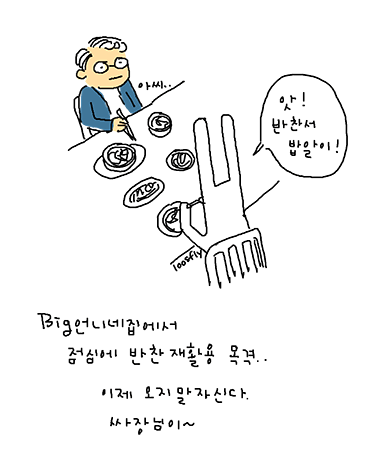 아씨..
앗!
반찬서
밥알이!
loosfly
Big언니네집에서
점심에 반찬 재활용 목격..
이제 오지말자신다.
싸장님이~